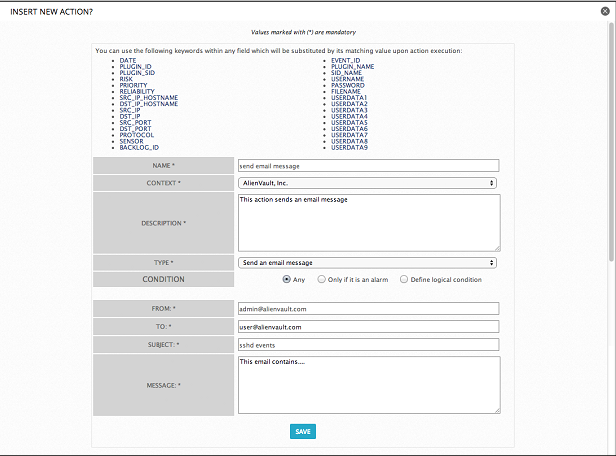 INSERT NEW ACTION?
Values marked with (*) are mandatory
You can use the following keywords within any field which will be substituted by its matching value upon action execution:
DATE
PLUGIN_ID
PLUGIN_SID
RISK
PRIORITY
RELIABILITY
SRC_IP_HOSTNAME
DST_IP_HOSTNAME
SRC_IP
DST_IP
SRC_PORT
DST_PORT
PROTOCOL
SENSOR
BACKLOG_ID
EVENT_ID
PLUGIN_NAME
SID_NAME
USERNAME
PASSWORD
FILENAME
USERDATA1
USERDATA2
USERDATA3
USERDATA4
USERDATA5
USERDATA6
USERDATA7
USERDATA8
USERDATA9
NAME * send email message
CONTEXT * AlienVault, Inc.
DESCRIPTION * This action sends an email message
TYPE * Send an email message
CONDITION Any Only if it is an alarm Define logical condition
FROM: * admin@alienvault.com
TO: * user@alienvault.com
SUBJECT: * sshd events
MESSAGE: * This email contains....
SAVE